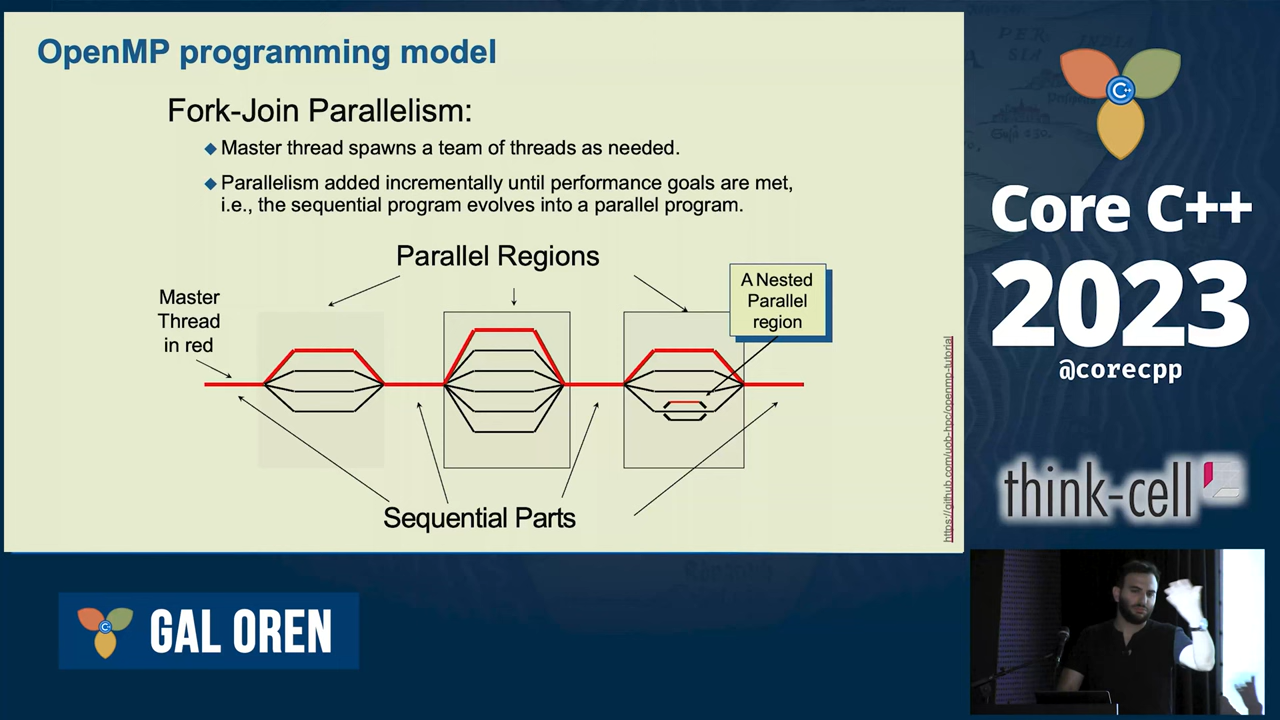 OpenMP programming model
Fork-Join Parallelism:
Master thread spawns a team of threads as needed.
Parallelism added incrementally until performance goals are met,
i.e., the sequential program evolves into a parallel program.
Parallel Regions
A Nested
Parallel
region
Master
Thread
in red
Sequential Parts
https://github.com/uob-hpc/openmp-tutorial
C++
Core C++
2023
@corecpp
think-cell
GAL OREN